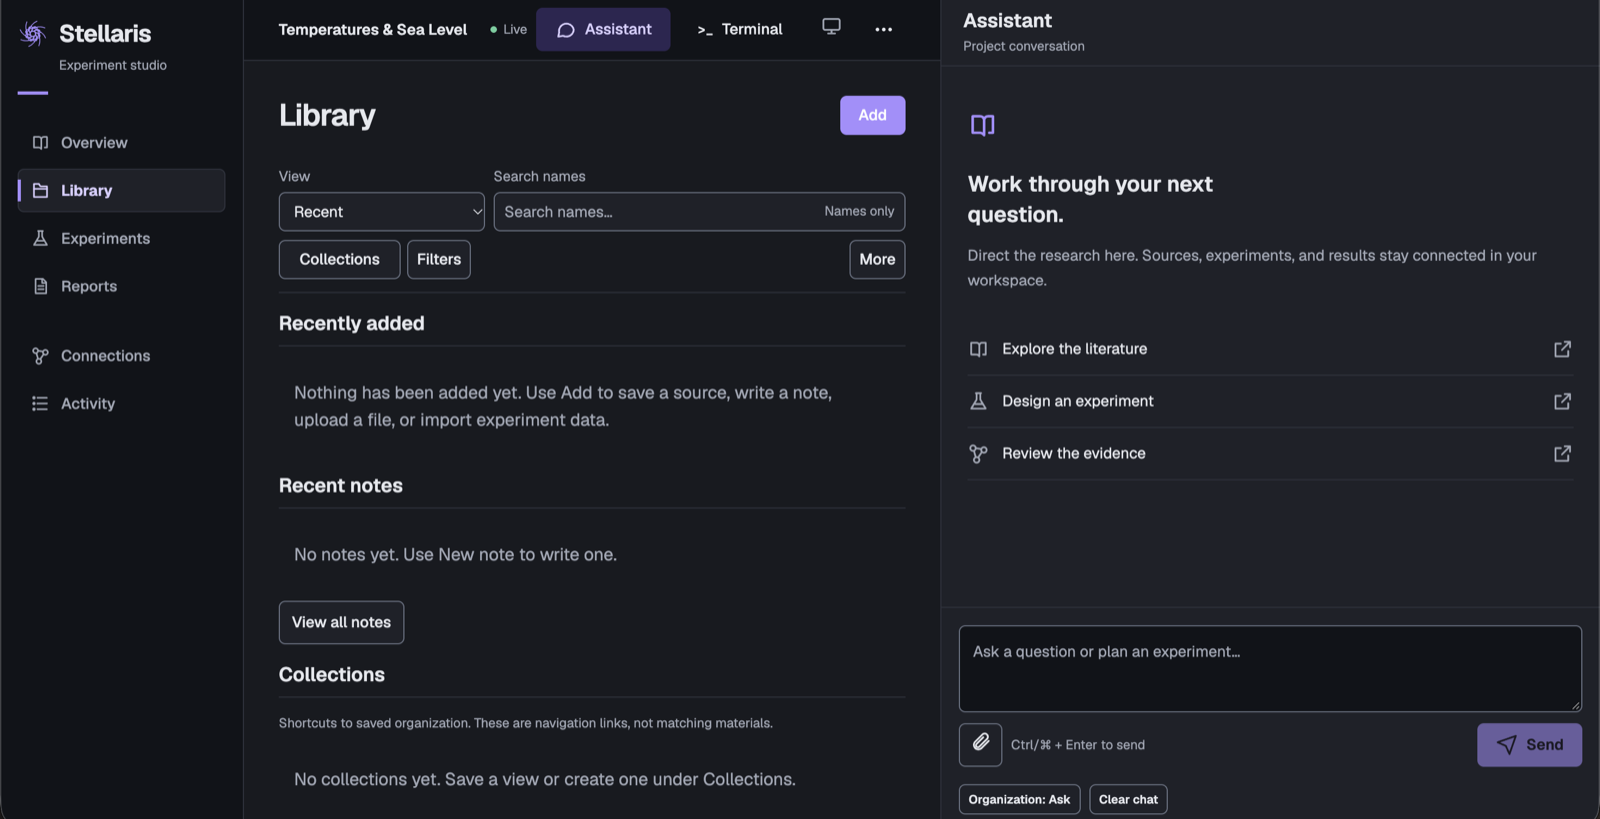 Stellaris
Experiment studio
Overview
Library
Experiments
Reports
Connections
Activity
Temperatures & Sea Level
Live
Assistant
>_ Terminal
Library
Add
View
Search names
Recent
Search names...
Names only
Collections
Filters
More
Recently added
Nothing has been added yet. Use Add to save a source, write a note,
upload a file, or import experiment data.
Recent notes
No notes yet. Use New note to write one.
View all notes
Collections
Shortcuts to saved organization. These are navigation links, not matching materials.
No collections yet. Save a view or create one under Collections.
Assistant
Project conversation
Work through your next
question.
Direct the research here. Sources, experiments, and results stay connected in your
workspace.
Explore the literature
Design an experiment
Review the evidence
Ask a question or plan an experiment...
Ctrl/⌘ + Enter to send
Send
Organization: Ask
Clear chat